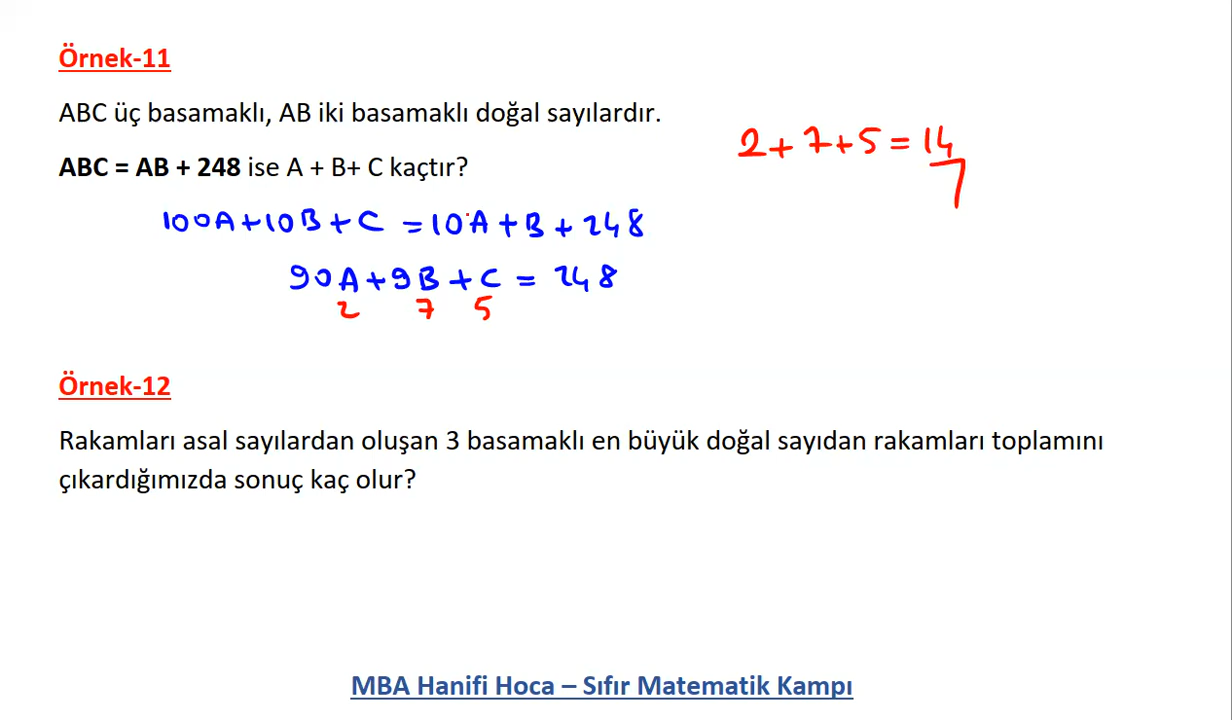 Örnek-11
ABC üç basamaklı, AB iki basamaklı doğal sayılardır.
2+7+5=14
ABC = AB + 248 ise A + B+ C kaçtır?
100A+10B+C=10A+B+248
90A+9B+C=248
2 7 5
Örnek-12
Rakamları asal sayılardan oluşan 3 basamaklı en büyük doğal sayıdan rakamları toplamını
çıkardığımızda sonuç kaç olur?
MBA Hanifi Hoca – Sıfır Matematik Kampı